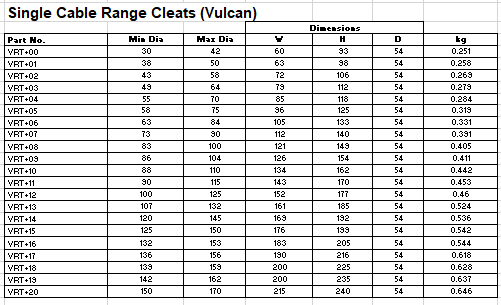 Single Cable Range Cleats (Vulcan)
Dimensions
Part No. Min Dia Max Dia W H D kg
VRT+00 30 42 60 93 54 0.251
VRT+01 38 50 63 98 54 0.258
VRT+02 43 58 72 106 54 0.269
VRT+03 49 64 79 112 54 0.279
VRT+04 55 70 85 118 54 0.284
VRT+05 58 75 96 125 54 0.319
VRT+06 63 84 105 133 54 0.331
VRT+07 73 90 112 140 54 0.391
VRT+08 83 100 121 149 54 0.405
VRT+09 86 104 126 154 54 0.411
VRT+10 88 110 134 162 54 0.442
VRT+11 90 115 143 170 54 0.453
VRT+12 100 125 152 177 54 0.46
VRT+13 107 132 161 185 54 0.524
VRT+14 120 145 169 192 54 0.536
VRT+15 125 150 176 199 54 0.542
VRT+16 132 153 183 205 54 0.544
VRT+17 136 156 190 216 54 0.618
VRT+18 139 159 200 225 54 0.628
VRT+19 142 162 200 235 54 0.637
VRT+20 150 170 215 240 54 0.646